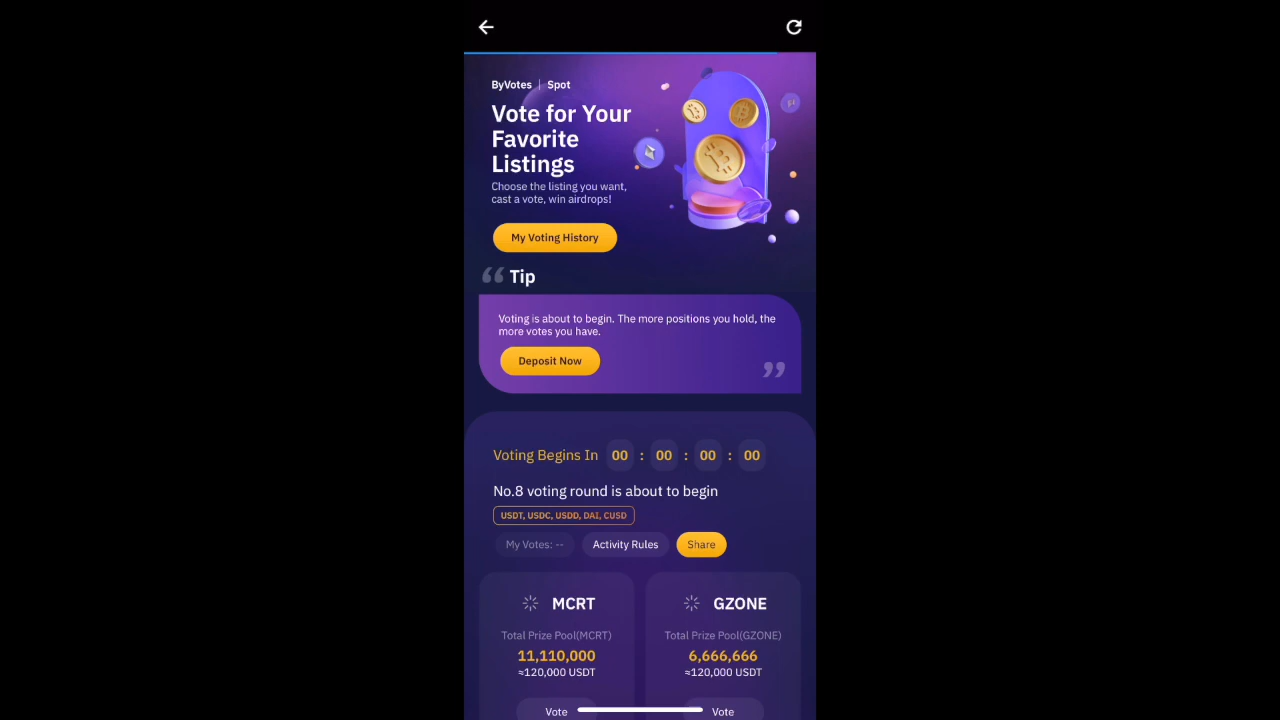 ByVotes | Spot
Vote for Your
Favorite
Listings
Choose the listing you want,
cast a vote, win airdrops!
My Voting History
“ Tip
Voting is about to begin. The more positions you hold, the
more votes you have.
Deposit Now
”
Voting Begins In 00 : 00 : 00 : 00
No.8 voting round is about to begin
USDT, USDC, USDD, DAI, CUSD
My Votes: -- Activity Rules Share
MCRT GZONE
Total Prize Pool(MCRT) Total Prize Pool(GZONE)
11,110,000 6,666,666
≈120,000 USDT ≈120,000 USDT
Vote Vote